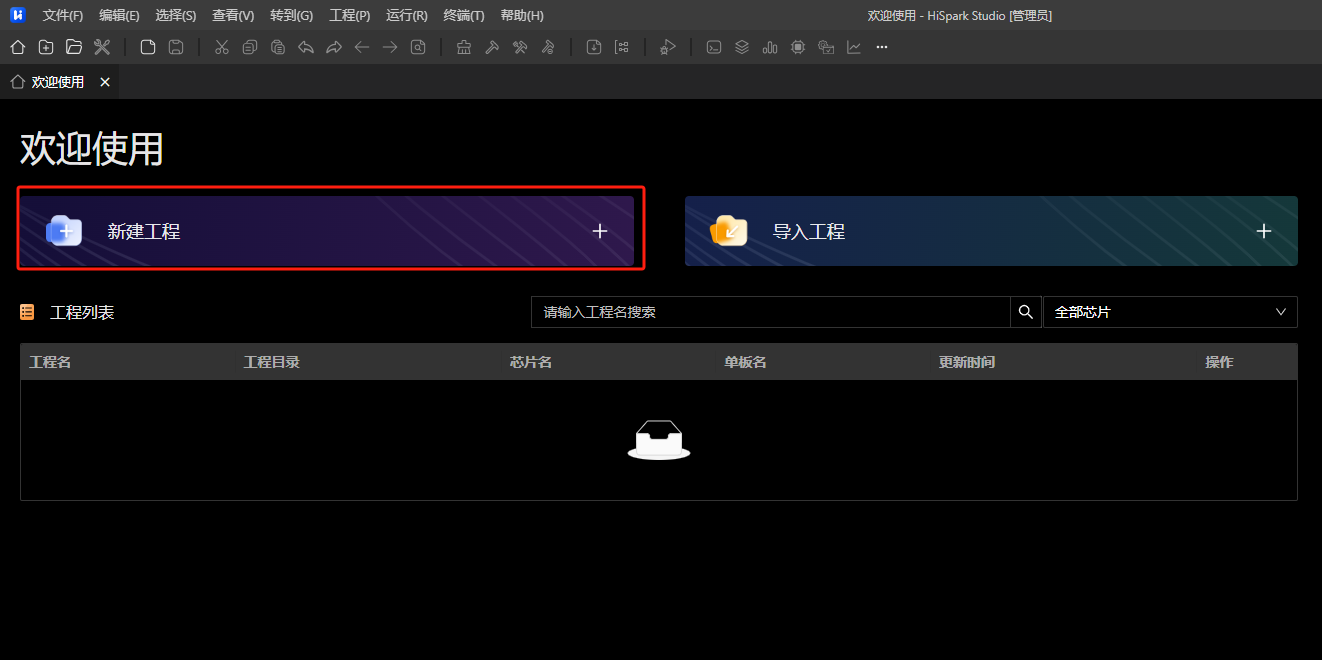 文件(F) 编辑(E) 选择(S) 查看(V) 转到(G) 工程(P) 运行(R) 终端(T) 帮助(H) 欢迎使用 - HiSpark Studio [管理员]
欢迎使用
欢迎使用
新建工程 导入工程
工程列表 请输入工程名搜索 全部芯片
工程名 工程目录 芯片名 单板名 更新时间 操作